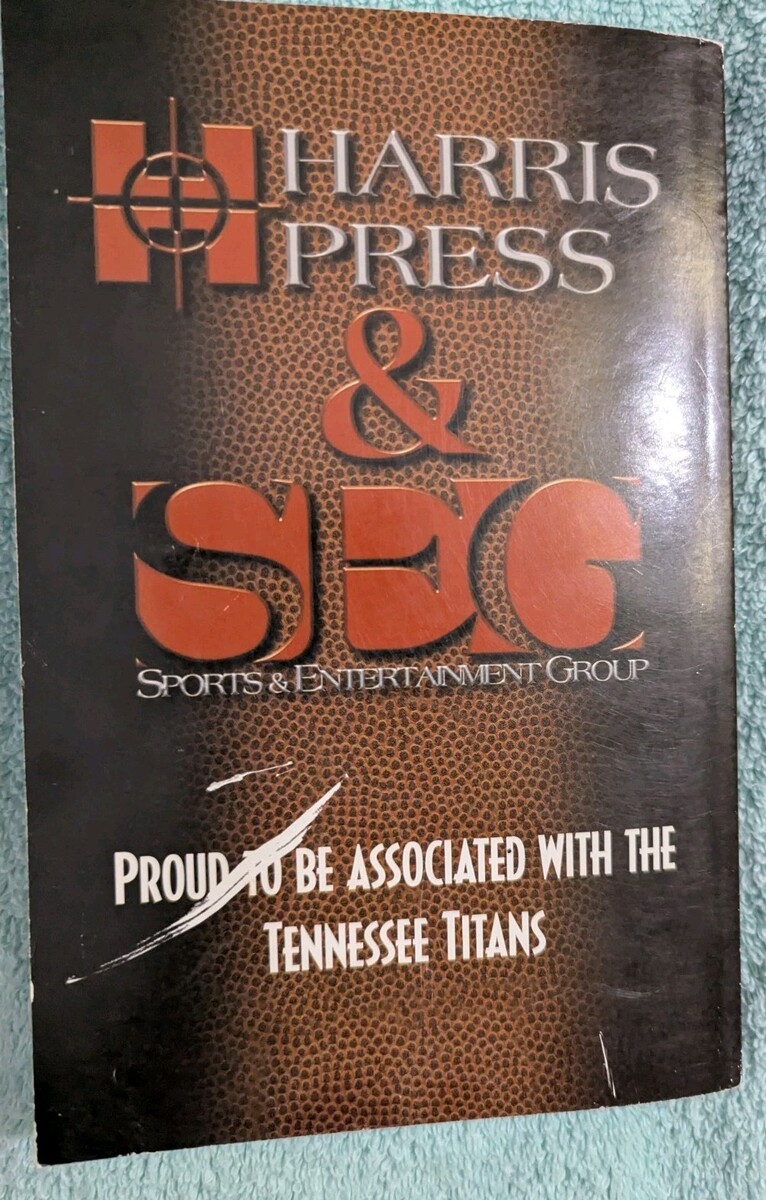 H HARRIS
PRESS
&
SEG
SPORTS & ENTERTAINMENT GROUP
PROUD TO BE ASSOCIATED WITH THE
TENNESSEE TITANS